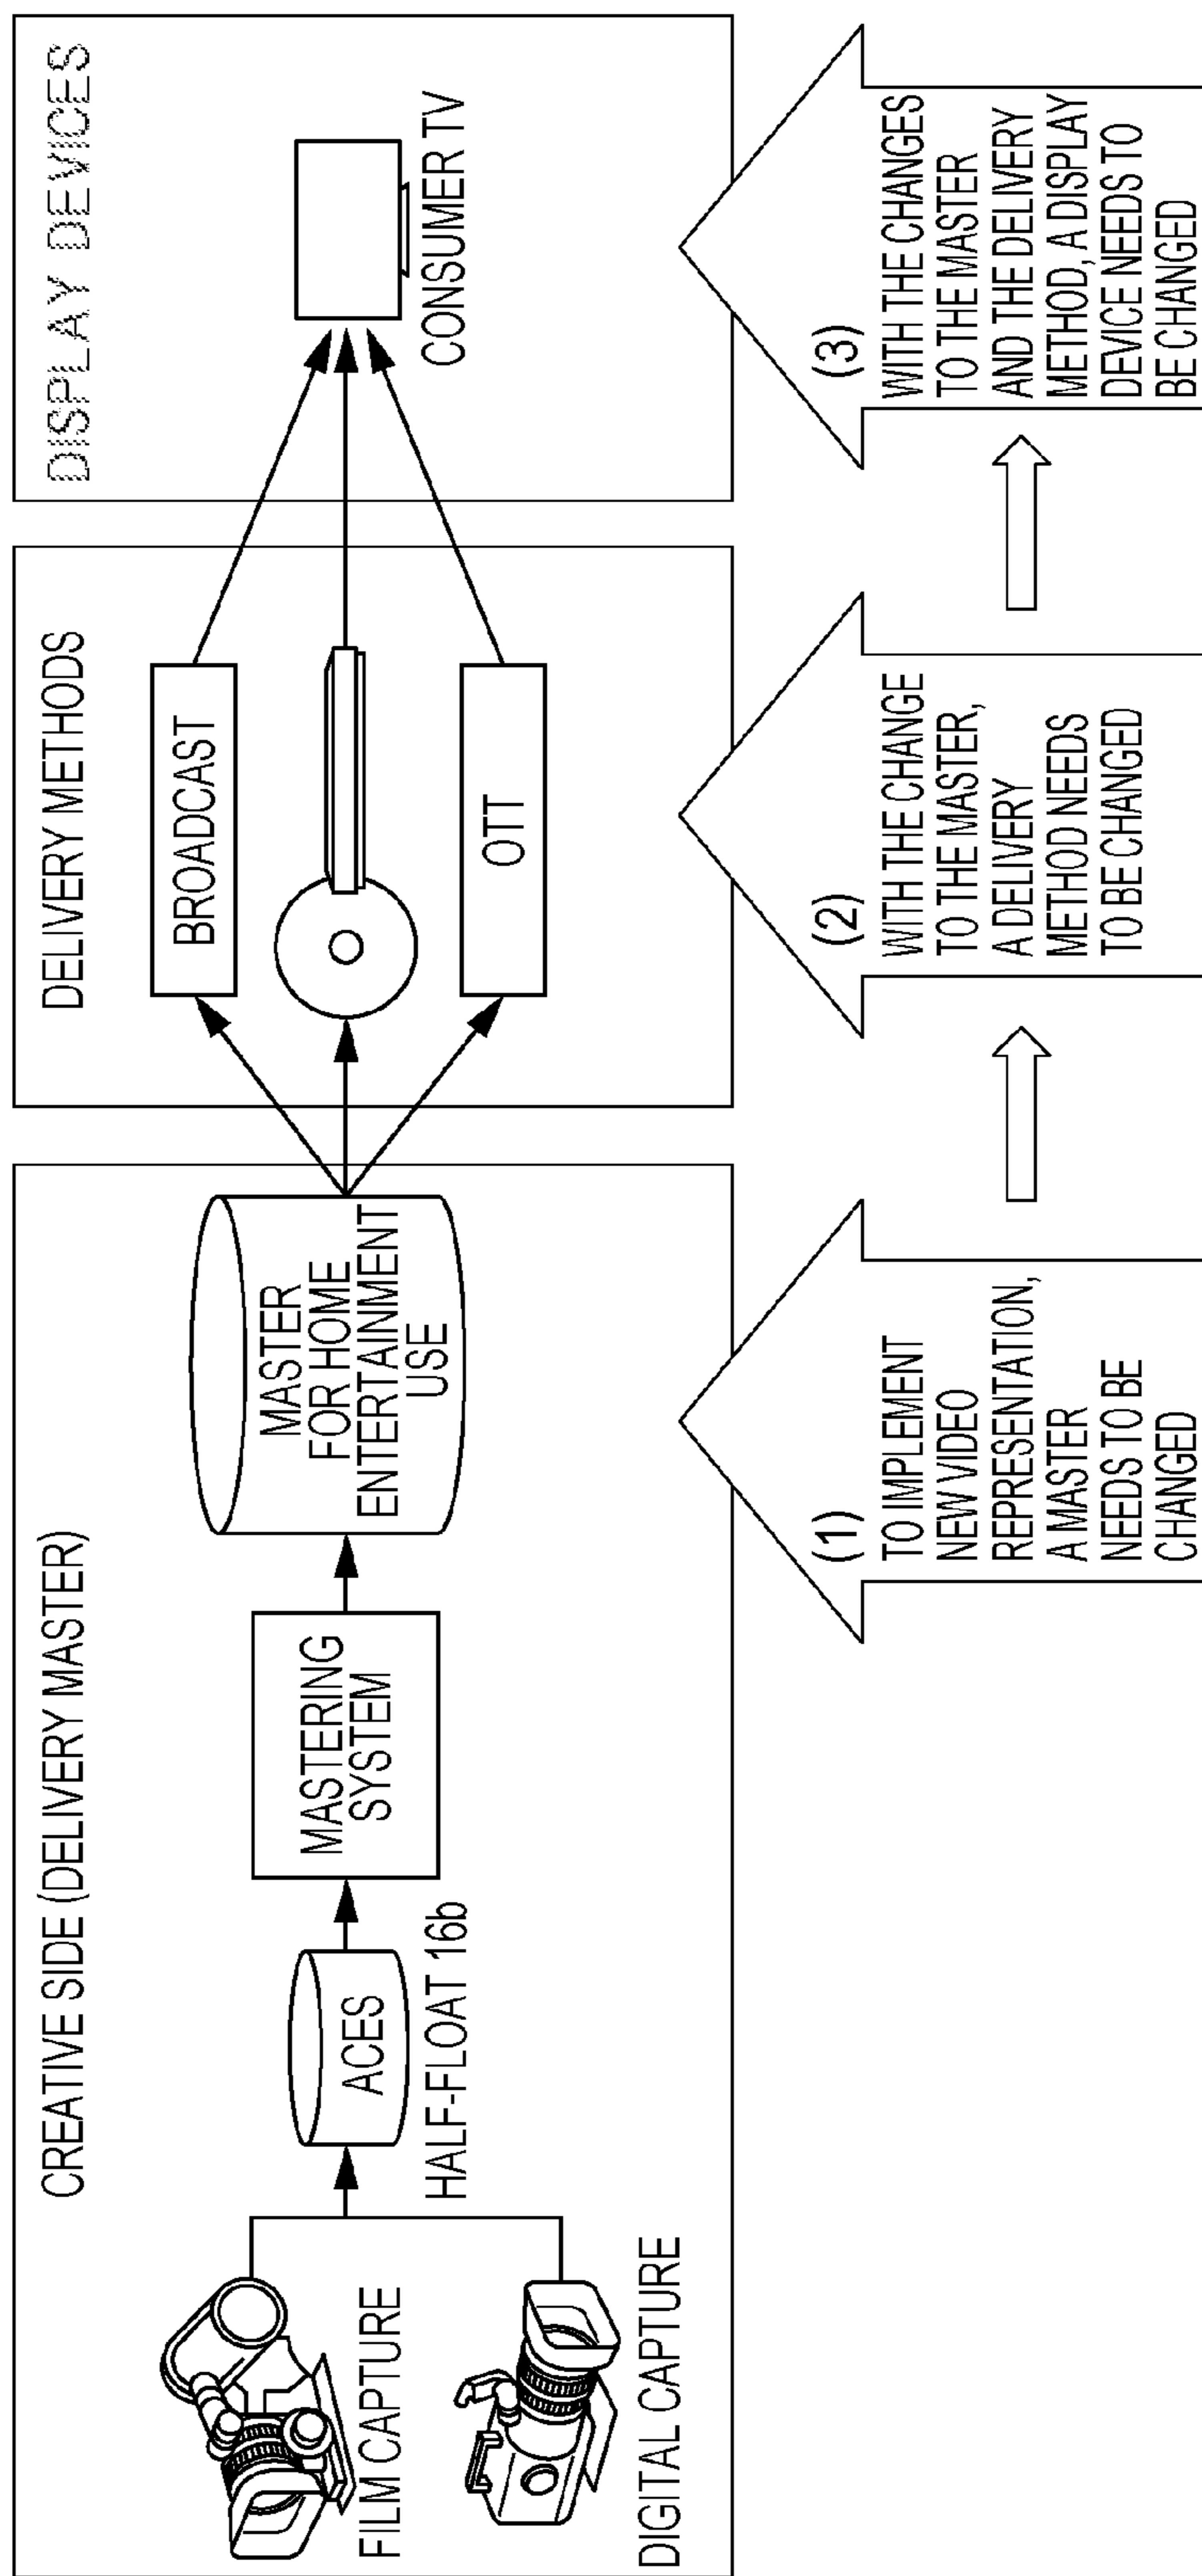 CREATIVE SIDE (DELIVERY MASTER)
FILM CAPTURE
DIGITAL CAPTURE
ACES
HALF-FLOAT 16b
MASTERING
SYSTEM
MASTER
FOR HOME
ENTERTAINMENT
USE
DELIVERY METHODS
BROADCAST
OTT
DISPLAY DEVICES
CONSUMER TV
(1)
TO IMPLEMENT
NEW VIDEO
REPRESENTATION,
A MASTER
NEEDS TO BE
CHANGED
(2)
WITH THE CHANGE
TO THE MASTER,
A DELIVERY
METHOD NEEDS
TO BE CHANGED
(3)
WITH THE CHANGES
TO THE MASTER
AND THE DELIVERY
METHOD, A DISPLAY
DEVICE NEEDS TO
BE CHANGED